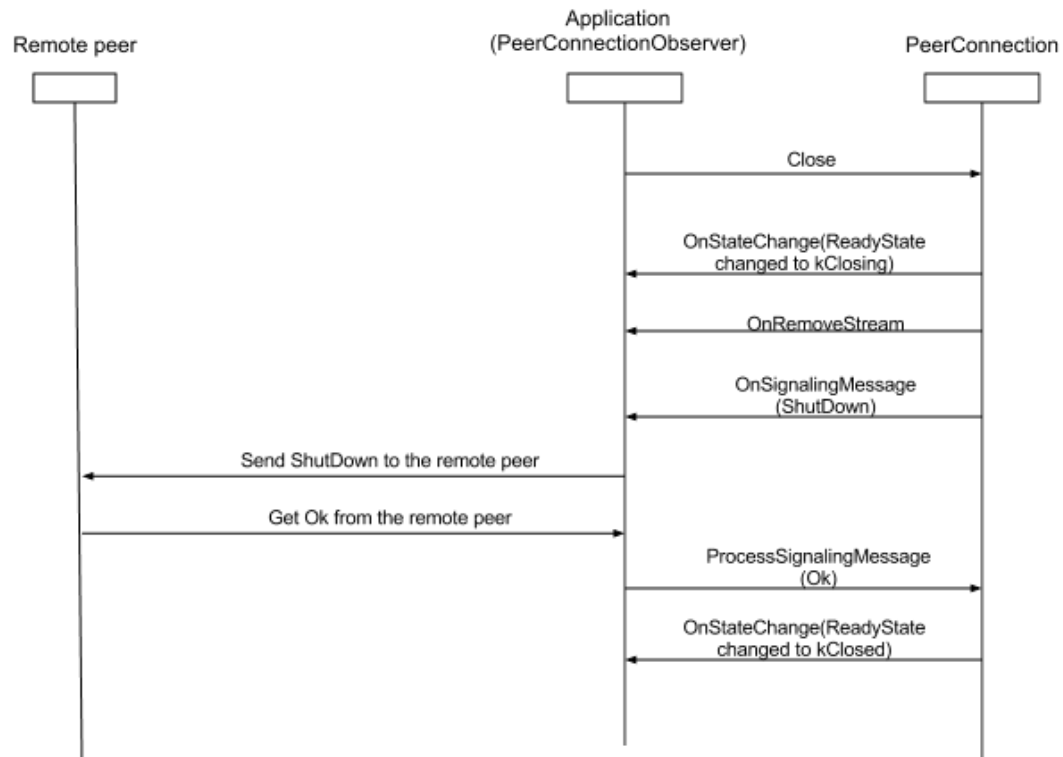 Remote peer
Application
(PeerConnectionObserver)
PeerConnection
Close
OnStateChange(ReadyState
changed to kClosing)
OnRemoveStream
OnSignalingMessage
(ShutDown)
Send ShutDown to the remote peer
Get Ok from the remote peer
ProcessSignalingMessage
(Ok)
OnStateChange(ReadyState
changed to kClosed)